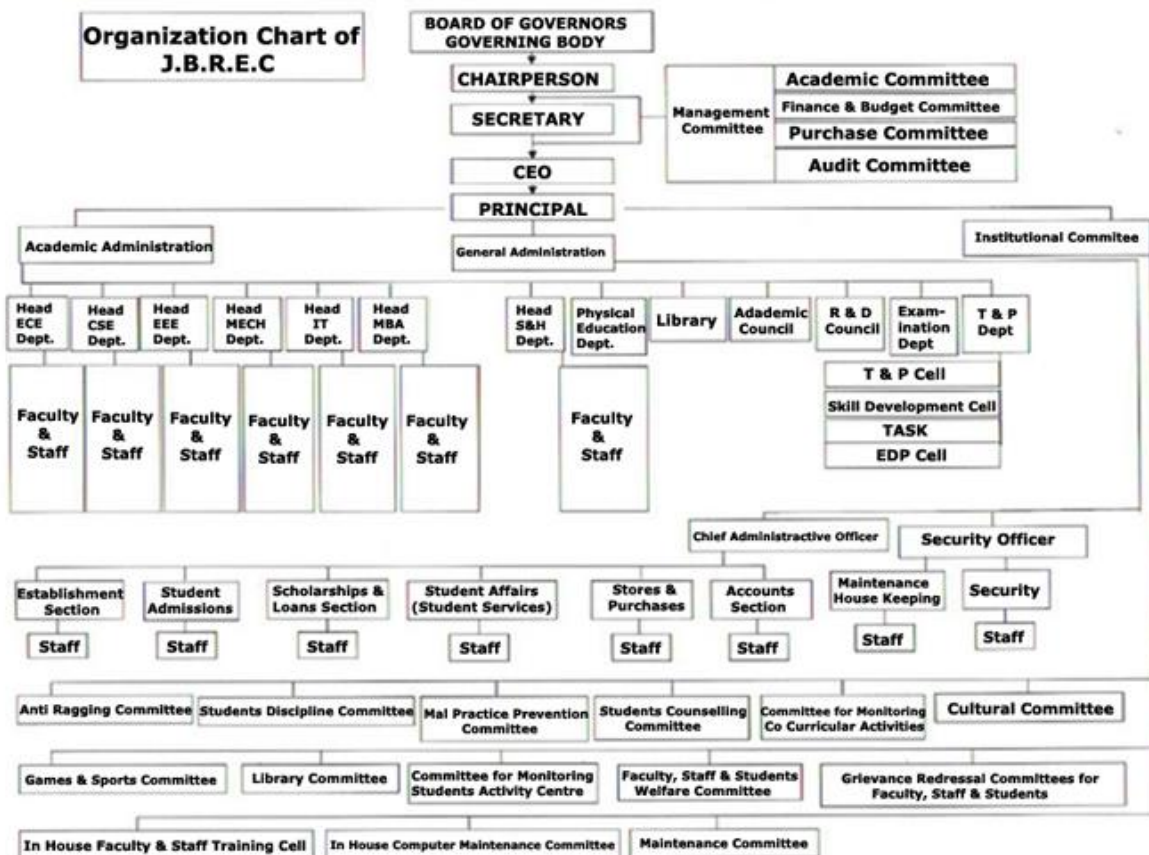 Organization Chart of
J.B.R.E.C
BOARD OF GOVERNORS
GOVERNING BODY
CHAIRPERSON
SECRETARY
CEO
PRINCIPAL
Management
Committee
Academic Committee
Finance & Budget Committee
Purchase Committee
Audit Committee
Academic Administration
General Administration
Institutional Commitee
Head
ECE
Dept.
Head
CSE
Dept.
Head
EEE
Dept.
Head
MECH
Dept.
Head
IT
Dept.
Head
MBA
Dept.
Head
S&H
Dept.
Physical
Education
Dept.
Library
Adademic
Council
R & D
Council
Exam-
ination
Dept
T & P
Dept
Faculty
&
Staff
Faculty
&
Staff
Faculty
&
Staff
Faculty
&
Staff
Faculty
&
Staff
Faculty
&
Staff
Faculty
&
Staff
T & P Cell
Skill Development Cell
TASK
EDP Cell
Chief Administractive Officer
Security Officer
Establishment
Section
Student
Admissions
Scholarships &
Loans Section
Student Affairs
(Student Services)
Stores &
Purchases
Accounts
Section
Maintenance
House Keeping
Security
Staff
Staff
Staff
Staff
Staff
Staff
Staff
Staff
Anti Ragging Committee
Students Discipline Committee
Mal Practice Prevention
Committee
Students Counselling
Committee
Committee for Monitoring
Co Curricular Activities
Cultural Committee
Games & Sports Committee
Library Committee
Committee for Monitoring
Students Activity Centre
Faculty, Staff & Students
Welfare Committee
Grievance Redressal Committees for
Faculty, Staff & Students
In House Faculty & Staff Training Cell
In House Computer Maintenance Committee
Maintenance Committee